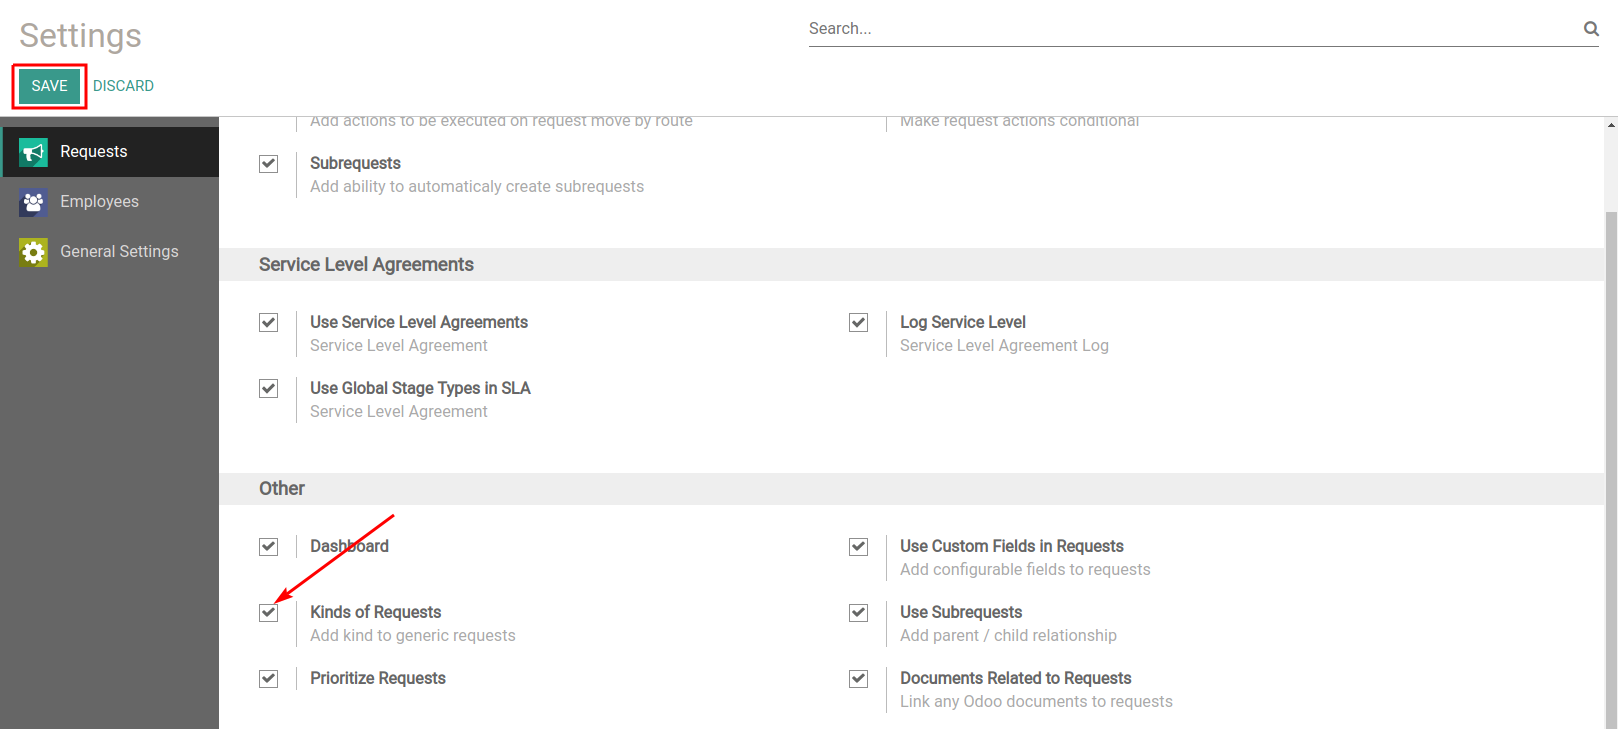 Settings
Search...
SAVE DISCARD
Requests
Employees
General Settings
Add actions to be executed on request move by route
Make request actions conditional
Subrequests
Add ability to automaticaly create subrequests
Service Level Agreements
Use Service Level Agreements
Service Level Agreement
Log Service Level
Service Level Agreement Log
Use Global Stage Types in SLA
Service Level Agreement
Other
Dashboard
Use Custom Fields in Requests
Add configurable fields to requests
Kinds of Requests
Add kind to generic requests
Use Subrequests
Add parent / child relationship
Prioritize Requests
Documents Related to Requests
Link any Odoo documents to requests